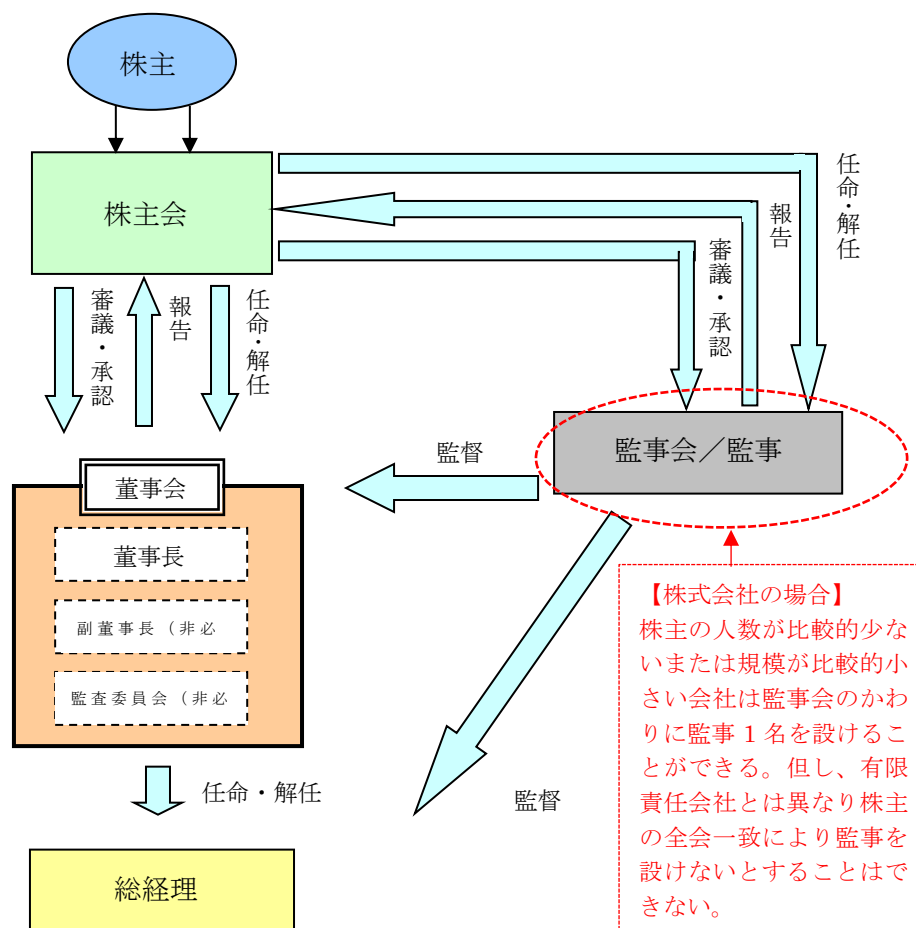 株主
株主会
任命・解任
報告
審議・承認
審議・承認
報告
任命・解任
監事会／監事
監督
董事会
董事長
副董事長（非必
監査委員会（非必
任命・解任
監督
総経理
【株式会社の場合】
株主の人数が比較的少な
いまたは規模が比較的小
さい会社は監事会のかわ
りに監事 1 名を設けるこ
とができる。但し、有限
責任会社とは異なり株主
の全会一致により監事を
設けないとすることはで
きない。